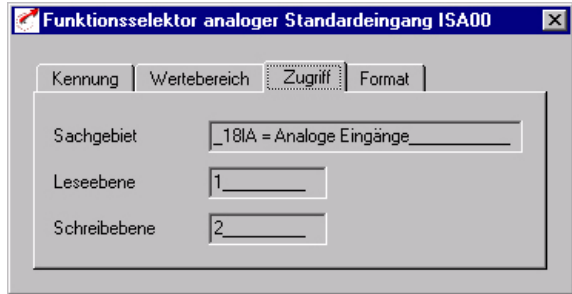 Funktionsselektor analoger Standardeingang ISA00
Kennung Wertebereich Zugriff Format
Sachgebiet _18IA = Analoge Eingänge__________
Leseebene 1________
Schreibebene 2________